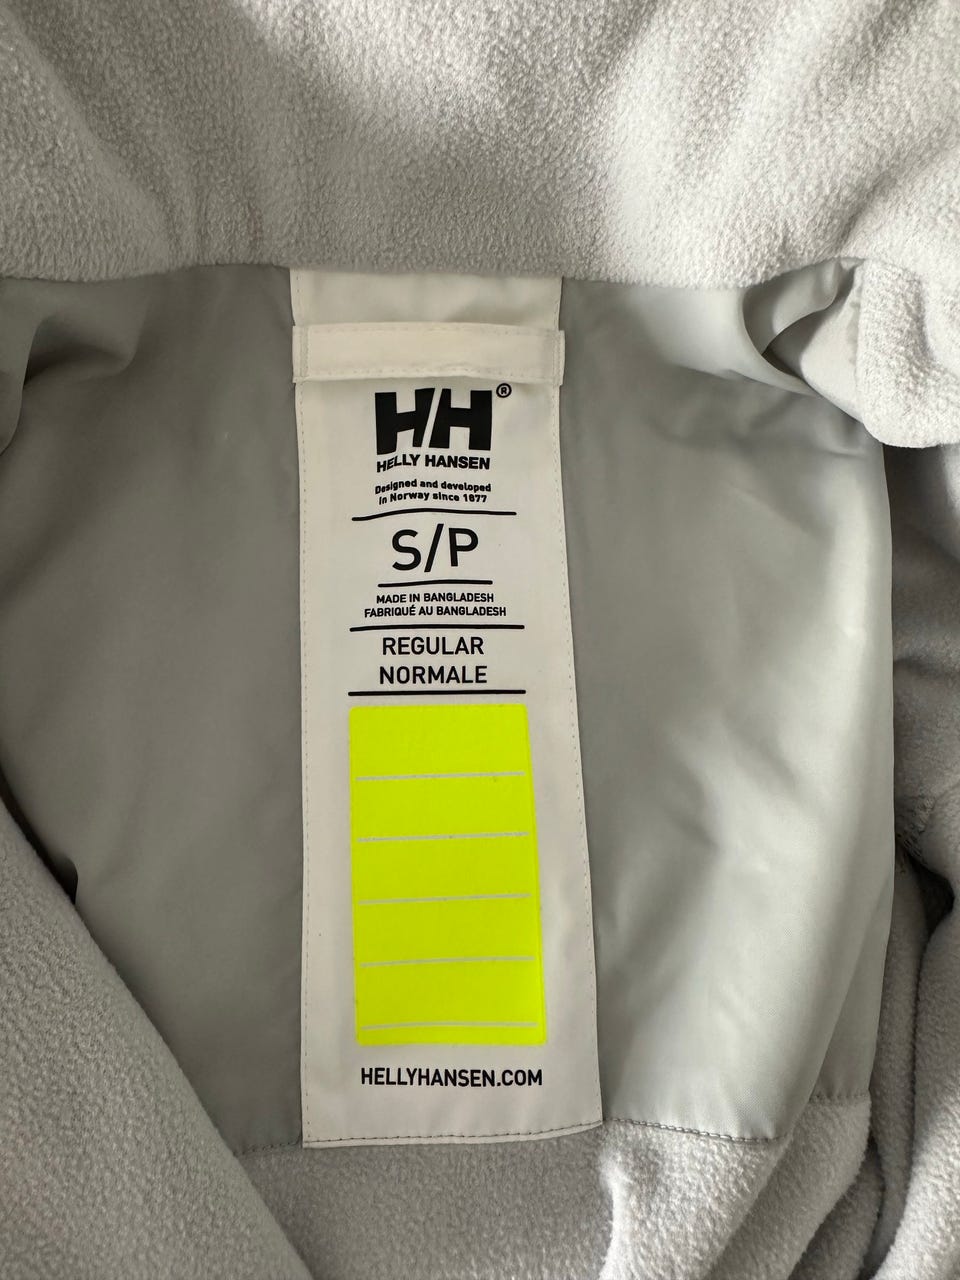 HH®
HELLY HANSEN
Designed and developed
in Norway since 1877
S/P
MADE IN BANGLADESH
FABRIQUÉ AU BANGLADESH
REGULAR
NORMALE
HELLYHANSEN.COM